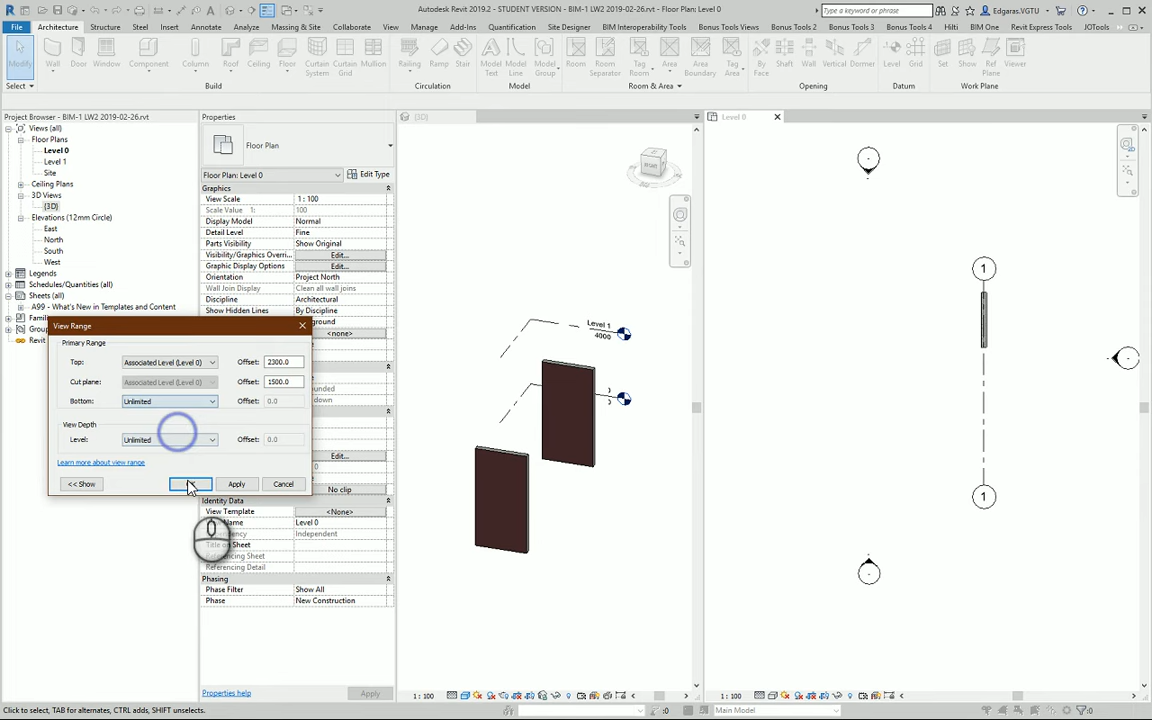 Autodesk Revit 2019.2 - STUDENT VERSION - BIM-1 LW2 2019-02-26.rvt - Floor Plan: Level 0
Type a keyword or phrase
Edgaras.VGTU
File Architecture Structure Steel Insert Annotate Analyze Massing & Site Collaborate View Manage Add-Ins Quantification Site Designer BIM Interoperability Tools Bonus Tools Views Bonus Tools 4 Hilti BIM One Revit Express Tools JOTools
Modify Wall Door Window Component Column Roof Ceiling Floor Curtain System Curtain Grid Mullion Railing Ramp Stair Model Text Model Line Model Group Room Room Separator Tag Room Area Area Boundary Tag Area By Face Shaft Wall Vertical Dormer Level Grid Set Show Ref Plane Viewer
Select Build Circulation Model Room & Area Opening Datum Work Plane
Project Browser - BIM-1 LW2 2019-02-26.rvt
Views (all)
Floor Plans
Level 0
Level 1
Site
Ceiling Plans
3D Views
{3D}
Elevations (12mm Circle)
East
North
South
West
Legends
Schedules/Quantities (all)
Sheets (all)
A99 - What's New in Templates and Content
Fami
Grou
Revit
Properties
Floor Plan
Floor Plan: Level 0
Edit Type
Graphics
View Scale 1 : 100
Scale Value 1: 100
Display Model Normal
Detail Level Fine
Parts Visibility Show Original
Visibility/Graphics Overri... Edit...
Graphic Display Options Edit...
Orientation Project North
Wall Join Display Clean all wall joins
Discipline Architectural
Show Hidden Lines By Discipline
<none>
Edit...
No clip
Identity Data
View Template <None>
Name Level 0
Independent
Title on Sheet
Referencing Sheet
Referencing Detail
Phasing
Phase Filter Show All
Phase New Construction
Properties help
Apply
View Range
Primary Range
Top: Associated Level (Level 0) Offset: 2300.0
Cut plane: Associated Level (Level 0) Offset: 1500.0
Bottom: Unlimited Offset: 0.0
View Depth
Level: Unlimited Offset: 0.0
Learn more about view range
<< Show
Apply
Cancel
{3D}
RIGHT
Level 1
4000
Level 0
1
1
1 : 100
1 : 100
Click to select, TAB for alternates, CTRL adds, SHIFT unselects.
:0
Main Model
:0